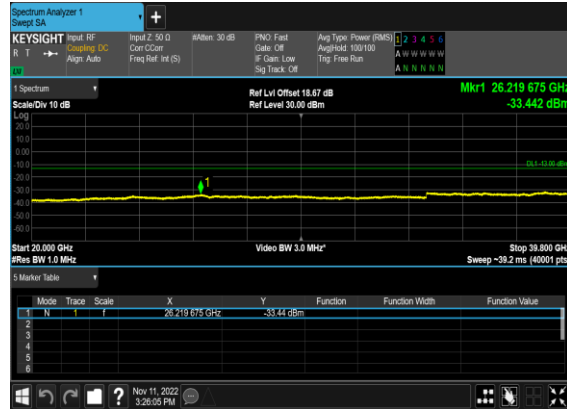 Spectrum Analyzer 1
Swept SA
+
KEYSIGHT Input: RF Input Z: 50 Ω #Atten: 30 dB PNO: Fast Avg Type: Power (RMS) 1 2 3 4 5 6
R T Coupling: DC Corr CCorr Gate: Off Avg|Hold: 100/100 A W W W W W
Align: Auto Freq Ref: Int (S) IF Gain: Low Trig: Free Run
Sig Track: Off A N N N N N
1 Spectrum Ref Lvl Offset 18.67 dB Mkr1 26.219 675 GHz
Scale/Div 10 dB Ref Level 30.00 dBm -33.442 dBm
Log
20.0
10.0
0.00
-10.0
DL1 -13.00 dBm
-20.0
1
-30.0
-40.0
-50.0
-60.0
Start 20.000 GHz Video BW 3.0 MHz* Stop 39.800 GHz
#Res BW 1.0 MHz Sweep ~39.2 ms (40001 pts)
5 Marker Table
Mode Trace Scale X Y Function Function Width Function Value
1 N 1 f 26.219 675 GHz -33.44 dBm
2
3
4
5
6
? Nov 11, 2022
3:26:05 PM